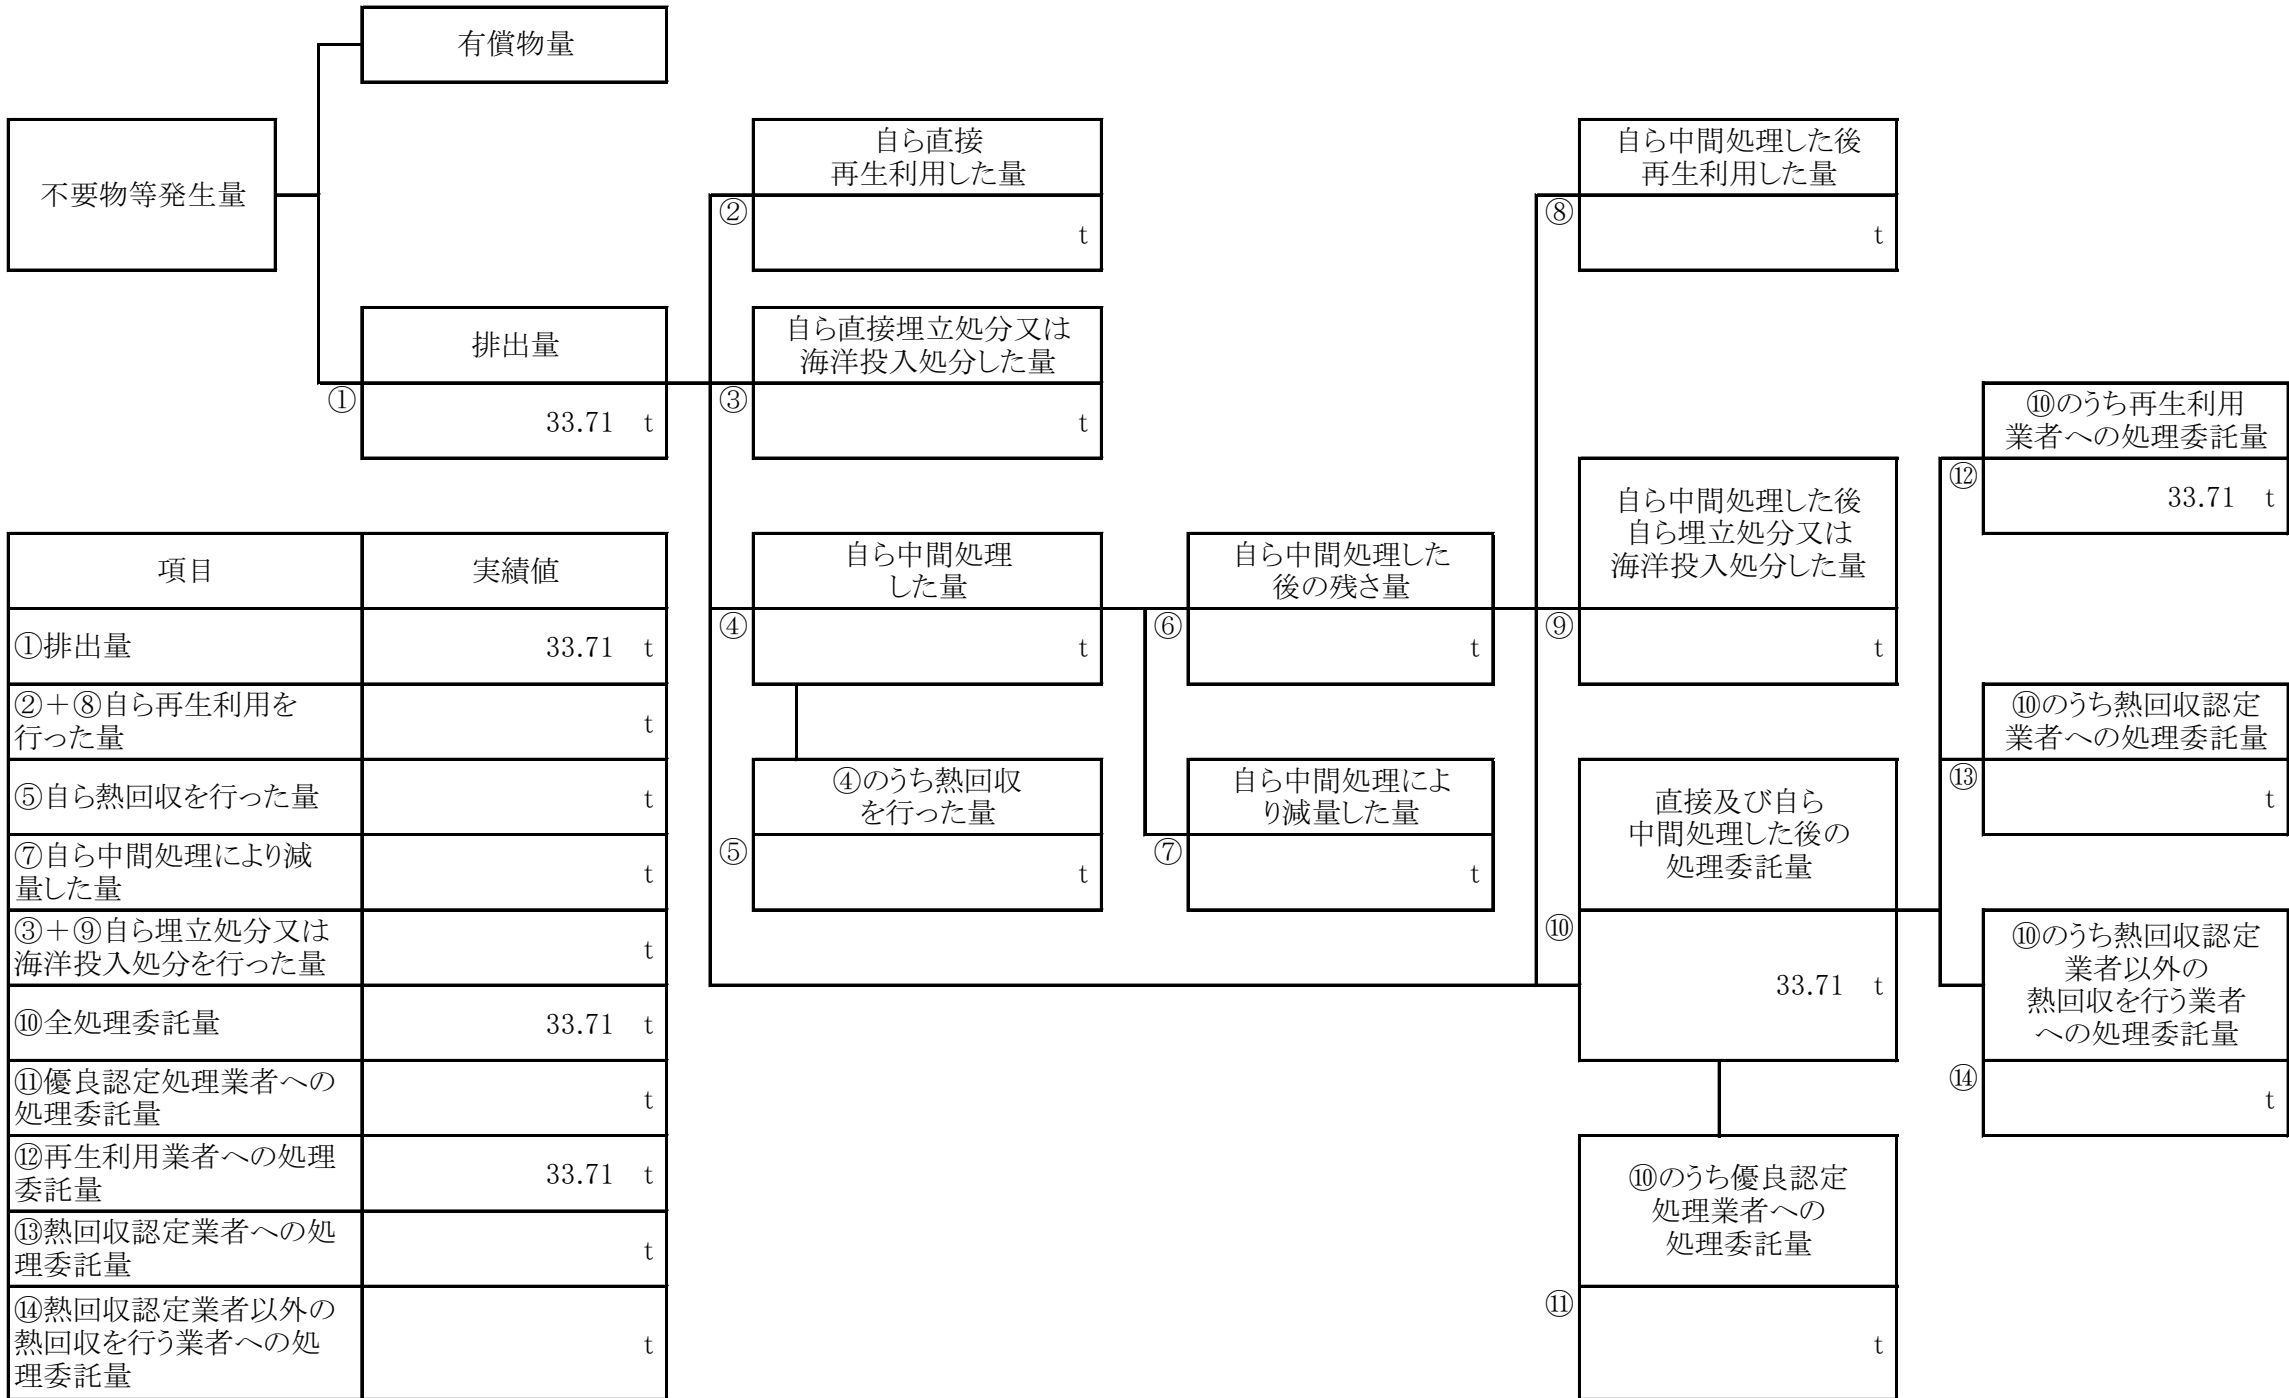 有償物量
不要物等発生量
排出量
①
33.71 t
自ら直接
再生利用した量
②
t
自ら直接埋立処分又は
海洋投入処分した量
③
t
自ら中間処理
した量
④
t
④のうち熱回収
を行った量
⑤
t
自ら中間処理した
後の残さ量
⑥
t
自ら中間処理によ
り減量した量
⑦
t
自ら中間処理した後
再生利用した量
⑧
t
自ら中間処理した後
自ら埋立処分又は
海洋投入処分した量
⑨
t
直接及び自ら
中間処理した後の
処理委託量
⑩
33.71 t
⑩のうち優良認定
処理業者への
処理委託量
⑪
t
⑩のうち再生利用
業者への処理委託量
⑫
33.71 t
⑩のうち熱回収認定
業者への処理委託量
⑬
t
⑩のうち熱回収認定
業者以外の
熱回収を行う業者
への処理委託量
⑭
t
項目 実績値
①排出量 33.71 t
②+⑧自ら再生利用を
行った量
t
⑤自ら熱回収を行った量 t
⑦自ら中間処理により減
量した量
t
③+⑨自ら埋立処分又は
海洋投入処分を行った量
t
⑩全処理委託量 33.71 t
⑪優良認定処理業者への
処理委託量
t
⑫再生利用業者への処理
委託量
33.71 t
⑬熱回収認定業者への処
理委託量
t
⑭熱回収認定業者以外の
熱回収を行う業者への処
理委託量
t